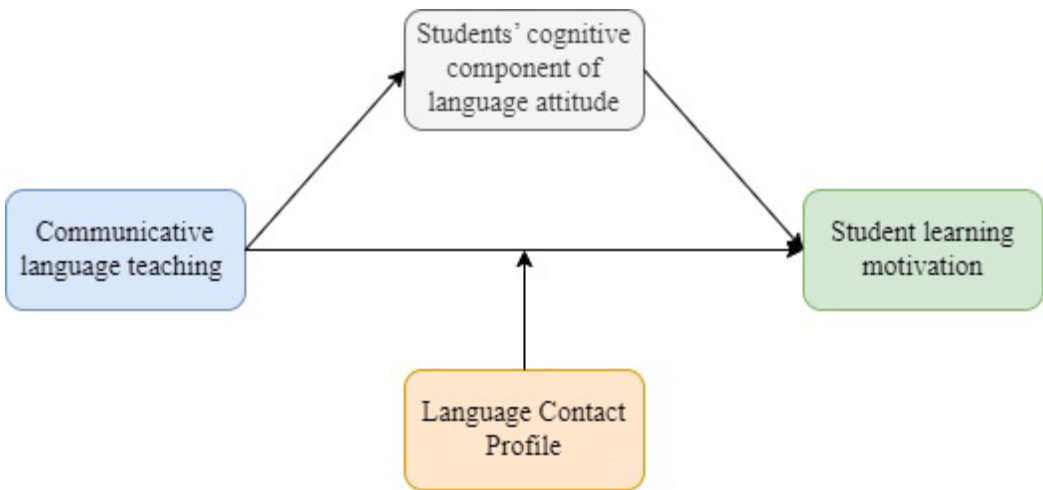 Students’ cognitive
component of
language attitude
Communicative
language teaching
Student learning
motivation
Language Contact
Profile